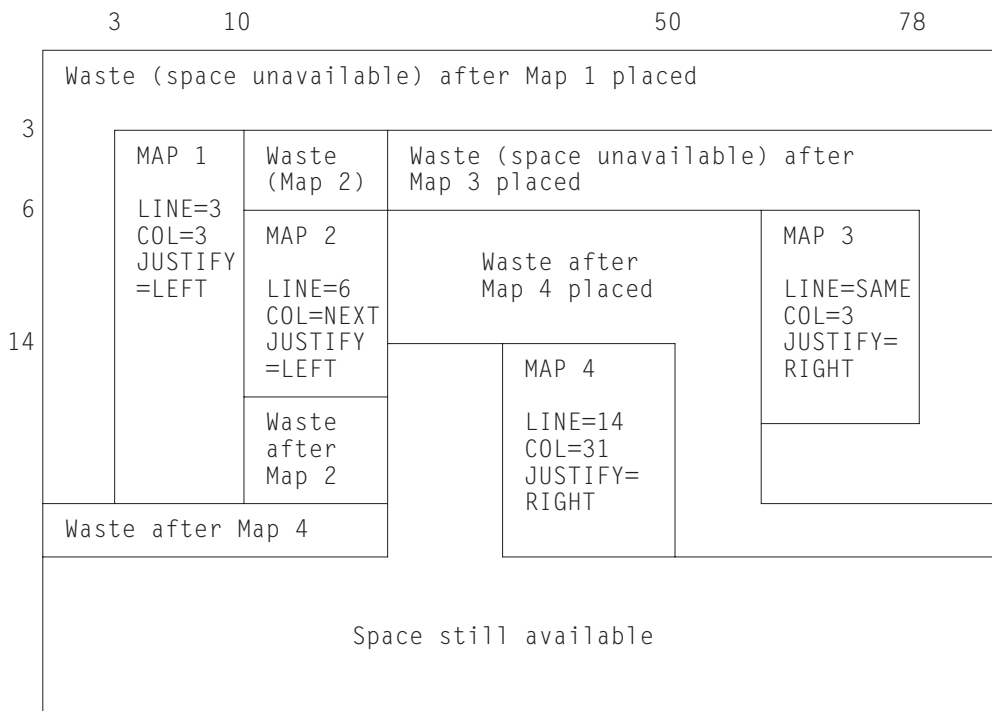 3 10 50 78
Waste (space unavailable) after Map 1 placed
3
MAP 1
LINE=3
COL=3
JUSTIFY
=LEFT
Waste
(Map 2)
Waste (space unavailable) after
Map 3 placed
6
MAP 2
LINE=6
COL=NEXT
JUSTIFY
=LEFT
Waste after
Map 4 placed
MAP 3
LINE=SAME
COL=3
JUSTIFY=
RIGHT
14
MAP 4
LINE=14
COL=31
JUSTIFY=
RIGHT
Waste
after
Map 2
Waste after Map 4
Space still available